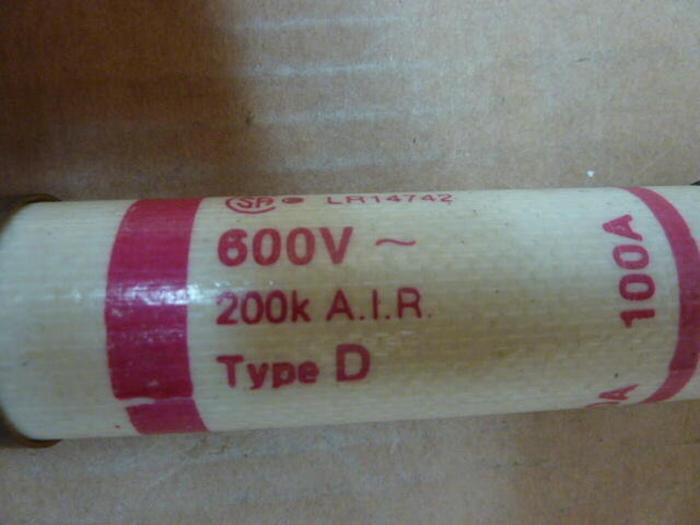 LR14742
600V ~
200k A.I.R.
Type D
100A